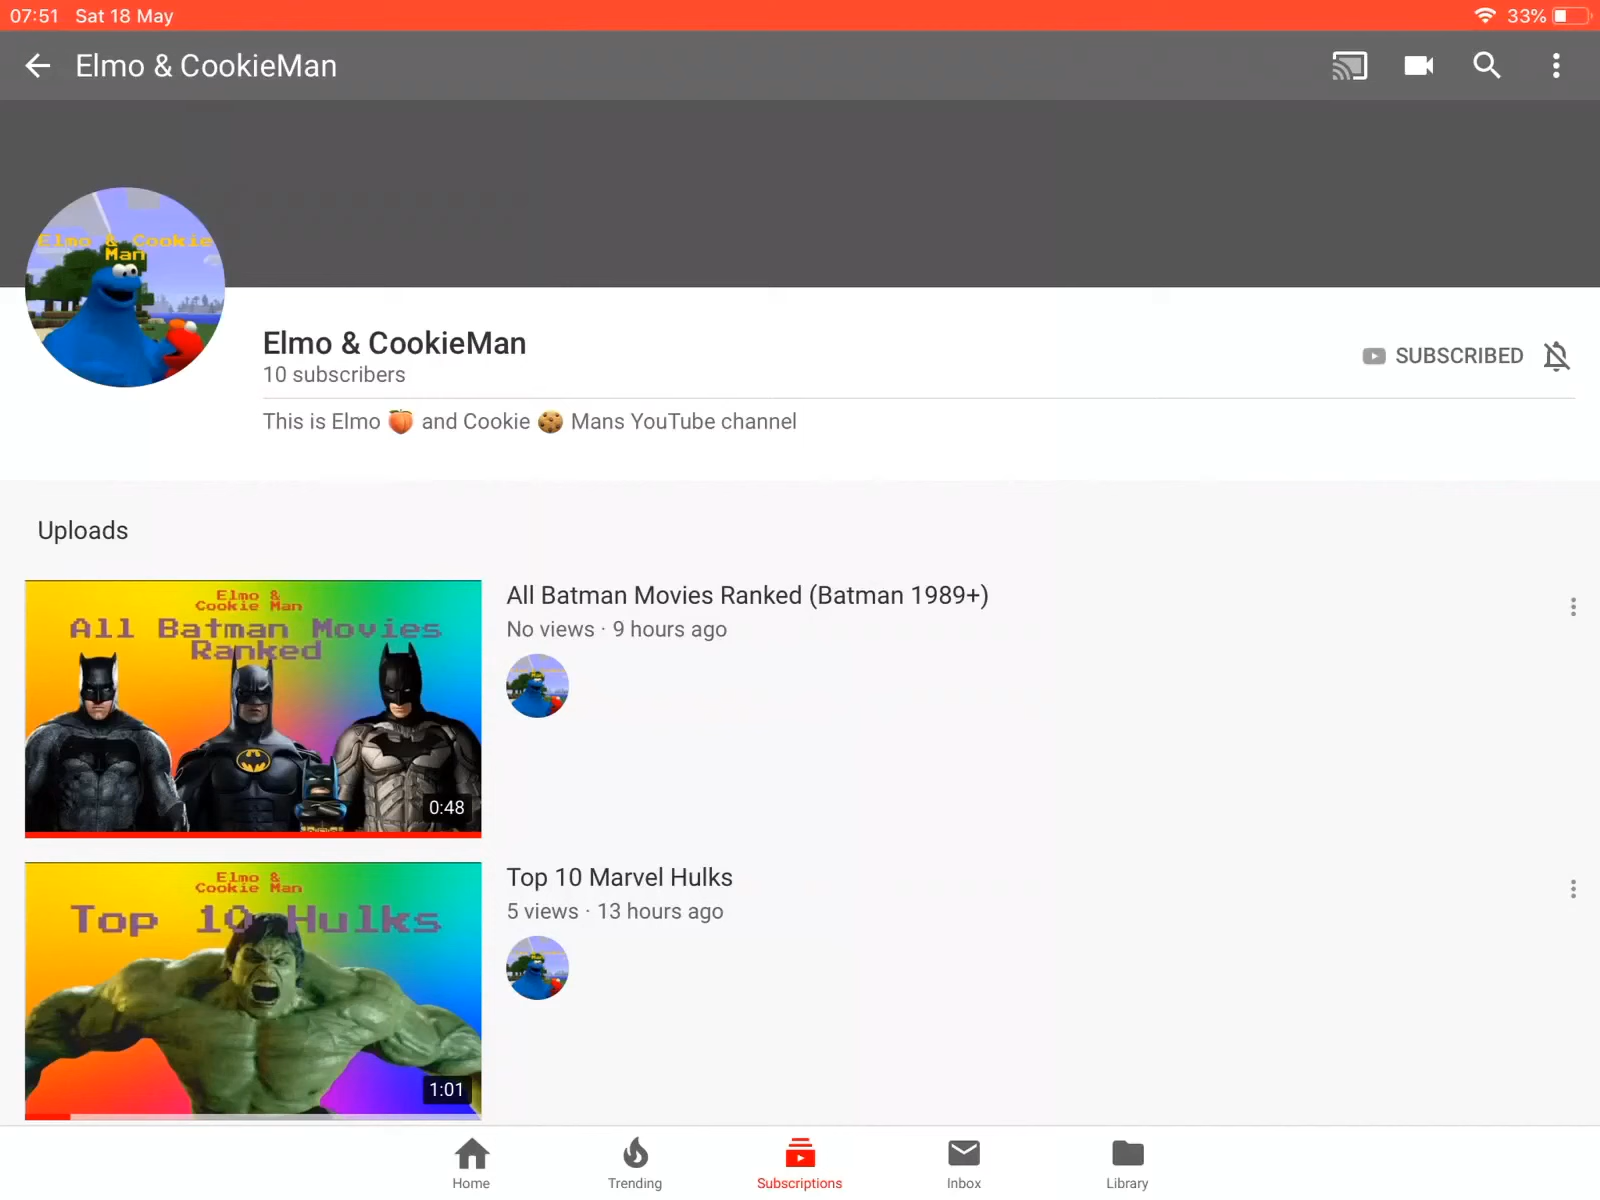 07:51 Sat 18 May
33%
Elmo & CookieMan
Elmo & Cookie
Man
Elmo & CookieMan
10 subscribers
SUBSCRIBED
This is Elmo 🍑 and Cookie 🍪 Mans YouTube channel
Uploads
Elmo &
Cookie Man
All Batman Movies
Ranked
0:48
All Batman Movies Ranked (Batman 1989+)
No views · 9 hours ago
Elmo &
Cookie Man
Top 10 Hulks
1:01
Top 10 Marvel Hulks
5 views · 13 hours ago
Home
Trending
Subscriptions
Inbox
Library